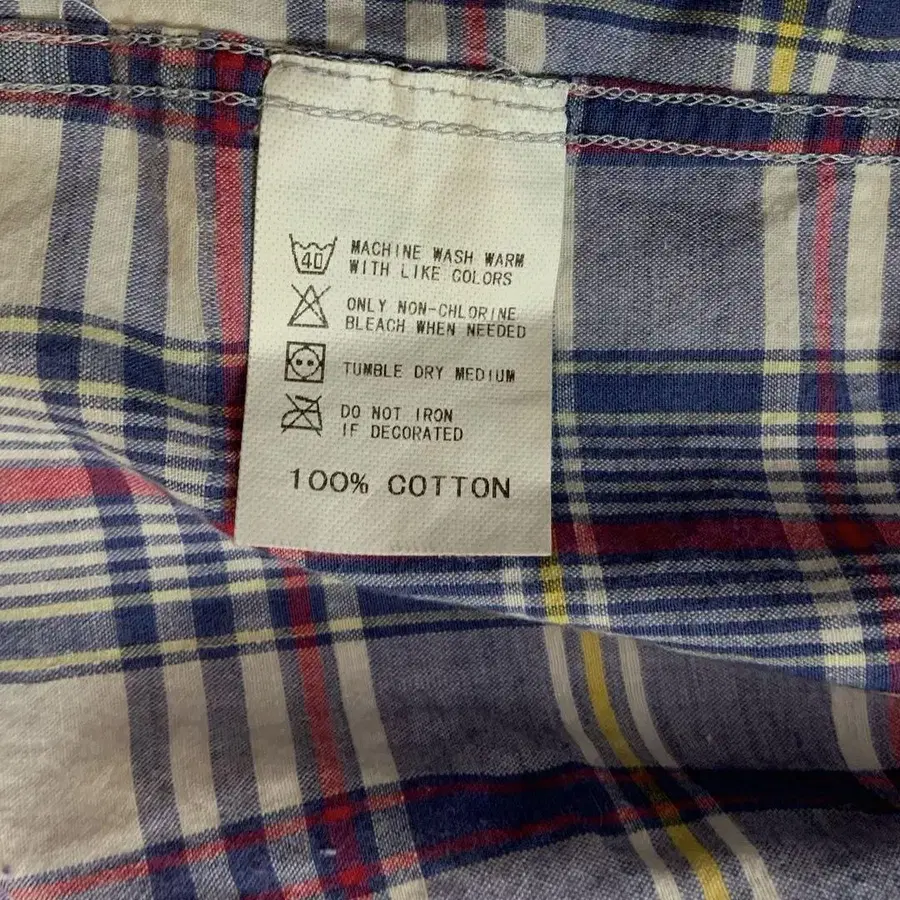 40
MACHINE WASH WARM
WITH LIKE COLORS
ONLY NON-CHLORINE
BLEACH WHEN NEEDED
TUMBLE DRY MEDIUM
DO NOT IRON
IF DECORATED
100% COTTON